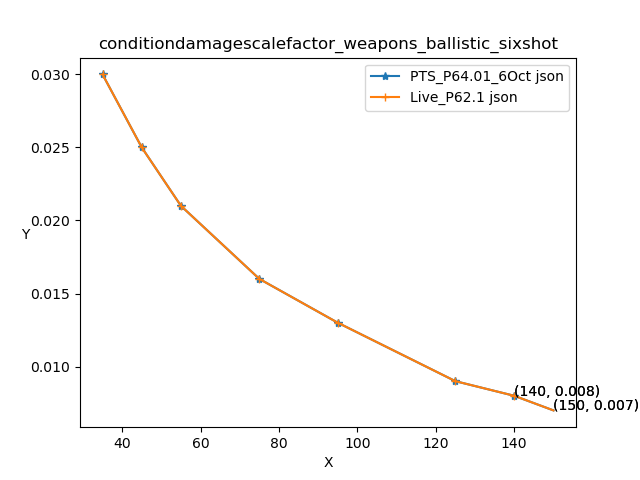 conditiondamagescalefactor_weapons_ballistic_sixshot
PTS_P64.01_6Oct json
Live_P62.1 json
0.030
0.025
0.020
0.015
0.010
Y
(140, 0.008)
(150, 0.007)
40 60 80 100 120 140
X